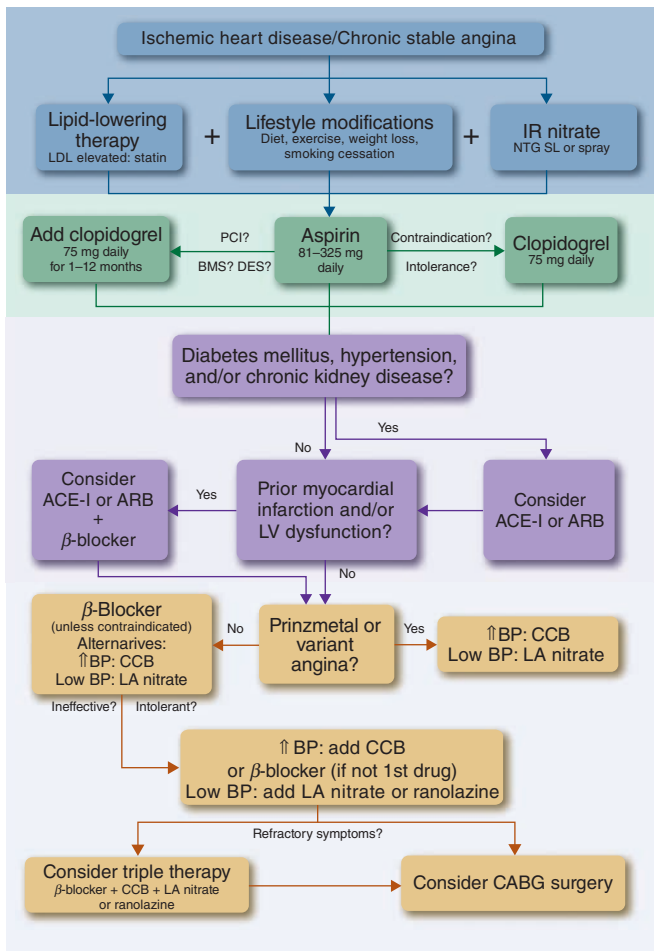 Ischemic heart disease/Chronic stable angina
Lipid-lowering
therapy
LDL elevated: statin
+
Lifestyle modifications
Diet, exercise, weight loss,
smoking cessation
+
IR nitrate
NTG SL or spray
Add clopidogrel
75 mg daily
for 1–12 months
PCI?
BMS? DES?
Aspirin
81–325 mg
daily
Contraindication?
Intolerance?
Clopidogrel
75 mg daily
Diabetes mellitus, hypertension,
and/or chronic kidney disease?
Yes
No
Consider
ACE-I or ARB
+
β-blocker
Yes
Prior myocardial
infarction and/or
LV dysfunction?
Consider
ACE-I or ARB
No
β-Blocker
(unless contraindicated)
Alternarives:
⇑BP: CCB
Low BP: LA nitrate
No
Prinzmetal or
variant
angina?
Yes
⇑BP: CCB
Low BP: LA nitrate
Ineffective?
Intolerant?
⇑BP: add CCB
or β-blocker (if not 1st drug)
Low BP: add LA nitrate or ranolazine
Refractory symptoms?
Consider triple therapy
β-blocker + CCB + LA nitrate
or ranolazine
Consider CABG surgery